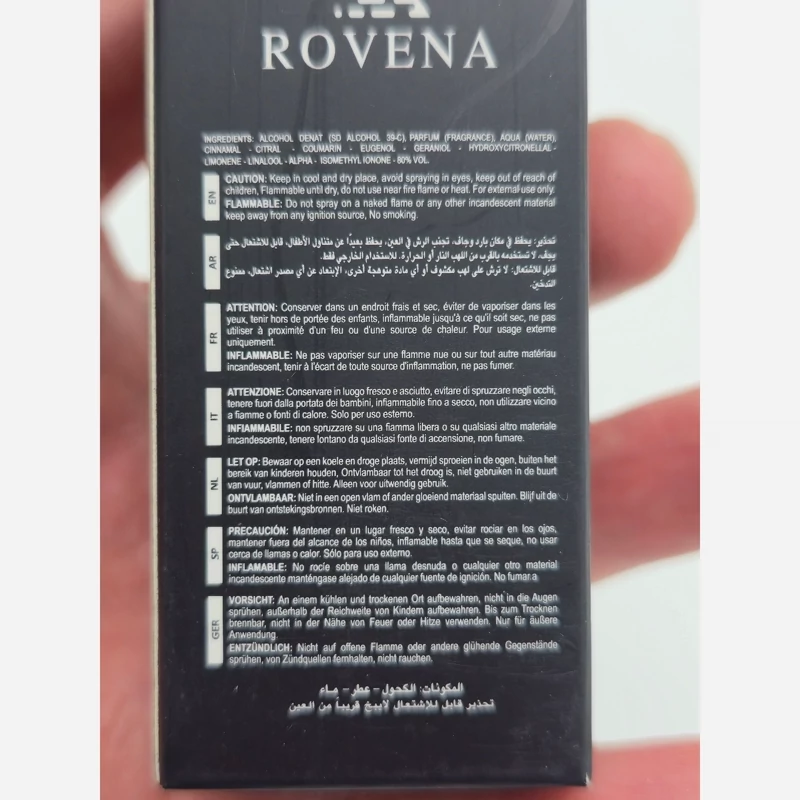 ROVENA
INGREDIENTS: ALCOHOL DENAT (SD ALCOHOL 39-C), PARFUM (FRAGRANCE), AQUA (WATER),
CINNAMAL - CITRAL - COUMARIN - EUGENOL - GERANIOL - HYDROXYCITRONELLAL-
LIMONENE - LINALOOL - ALPHA - ISOMETHYL IONONE - 80% VOL.
EN
CAUTION: Keep in cool and dry place, avoid spraying in eyes, keep out of reach of
children, Flammable until dry, do not use near fire flame or heat. For external use only.
FLAMMABLE: Do not spray on a naked flame or any other incandescent material
keep away from any ignition source, No smoking.
AR
تحذير: يحفظ في مكان بارد وجاف، تجنب الرش في العين، يحفظ بعيداً عن متناول الأطفال، قابل للاشتعال حتى
يجف، لا تستخدمه بالقرب من اللهب النار أو الحرارة. للاستخدام الخارجي فقط.
قابل للاشتعال: لا ترش على لهب مكشوف أو أي مادة متوهجة أخرى، الإبتعاد عن أي مصدر اشتعال، ممنوع
التدخين.
FR
ATTENTION: Conserver dans un endroit frais et sec, éviter de vaporiser dans les
yeux, tenir hors de portée des enfants, inflammable jusqu'à ce qu'il soit sec, ne pas
utiliser à proximité d'un feu ou d'une source de chaleur. Pour usage externe
uniquement.
INFLAMMABLE: Ne pas vaporiser sur une flamme nue ou sur tout autre matériau
incandescent, tenir à l'écart de toute source d'inflammation, ne pas fumer.
IT
ATTENZIONE: Conservare in luogo fresco e asciutto, evitare di spruzzare negli occhi,
tenere fuori dalla portata dei bambini, infiammabile fino a secco, non utilizzare vicino
a fiamme o fonti di calore. Solo per uso esterno.
INFIAMMABILE: non spruzzare su una fiamma libera o su qualsiasi altro materiale
incandescente, tenere lontano da qualsiasi fonte di accensione, non fumare.
NL
LET OP: Bewaar op een koele en droge plaats, vermijd sproeien in de ogen, buiten het
bereik van kinderen houden, Ontvlambaar tot het droog is, niet gebruiken in de buurt
van vuur, vlammen of hitte. Alleen voor uitwendig gebruik.
ONTVLAMBAAR: Niet in een open vlam of ander gloeiend materiaal spuiten. Blijf uit de
buurt van ontstekingsbronnen. Niet roken.
SP
PRECAUCIÓN: Mantener en un lugar fresco y seco, evitar rociar en los ojos,
mantener fuera del alcance de los niños, inflamable hasta que se seque, no usar
cerca de llamas o calor. Sólo para uso externo.
INFLAMABLE: No rocíe sobre una llama desnuda o cualquier otro material
incandescente manténgase alejado de cualquier fuente de ignición. No fumar.a
GER
VORSICHT: An einem kühlen und trockenen Ort aufbewahren, nicht in die Augen
sprühen, außerhalb der Reichweite von Kindern aufbewahren. Bis zum Trocknen
brennbar, nicht in der Nähe von Feuer oder Hitze verwenden. Nur für äußere
Anwendung.
ENTZÜNDLICH: Nicht auf offene Flamme oder andere glühende Gegenstände
sprühen, von Zündquellen fernhalten, nicht rauchen.
المكونات: الكحول - عطر - ماء
تحذير قابل للاشتعال لايبخ قريباً من العين